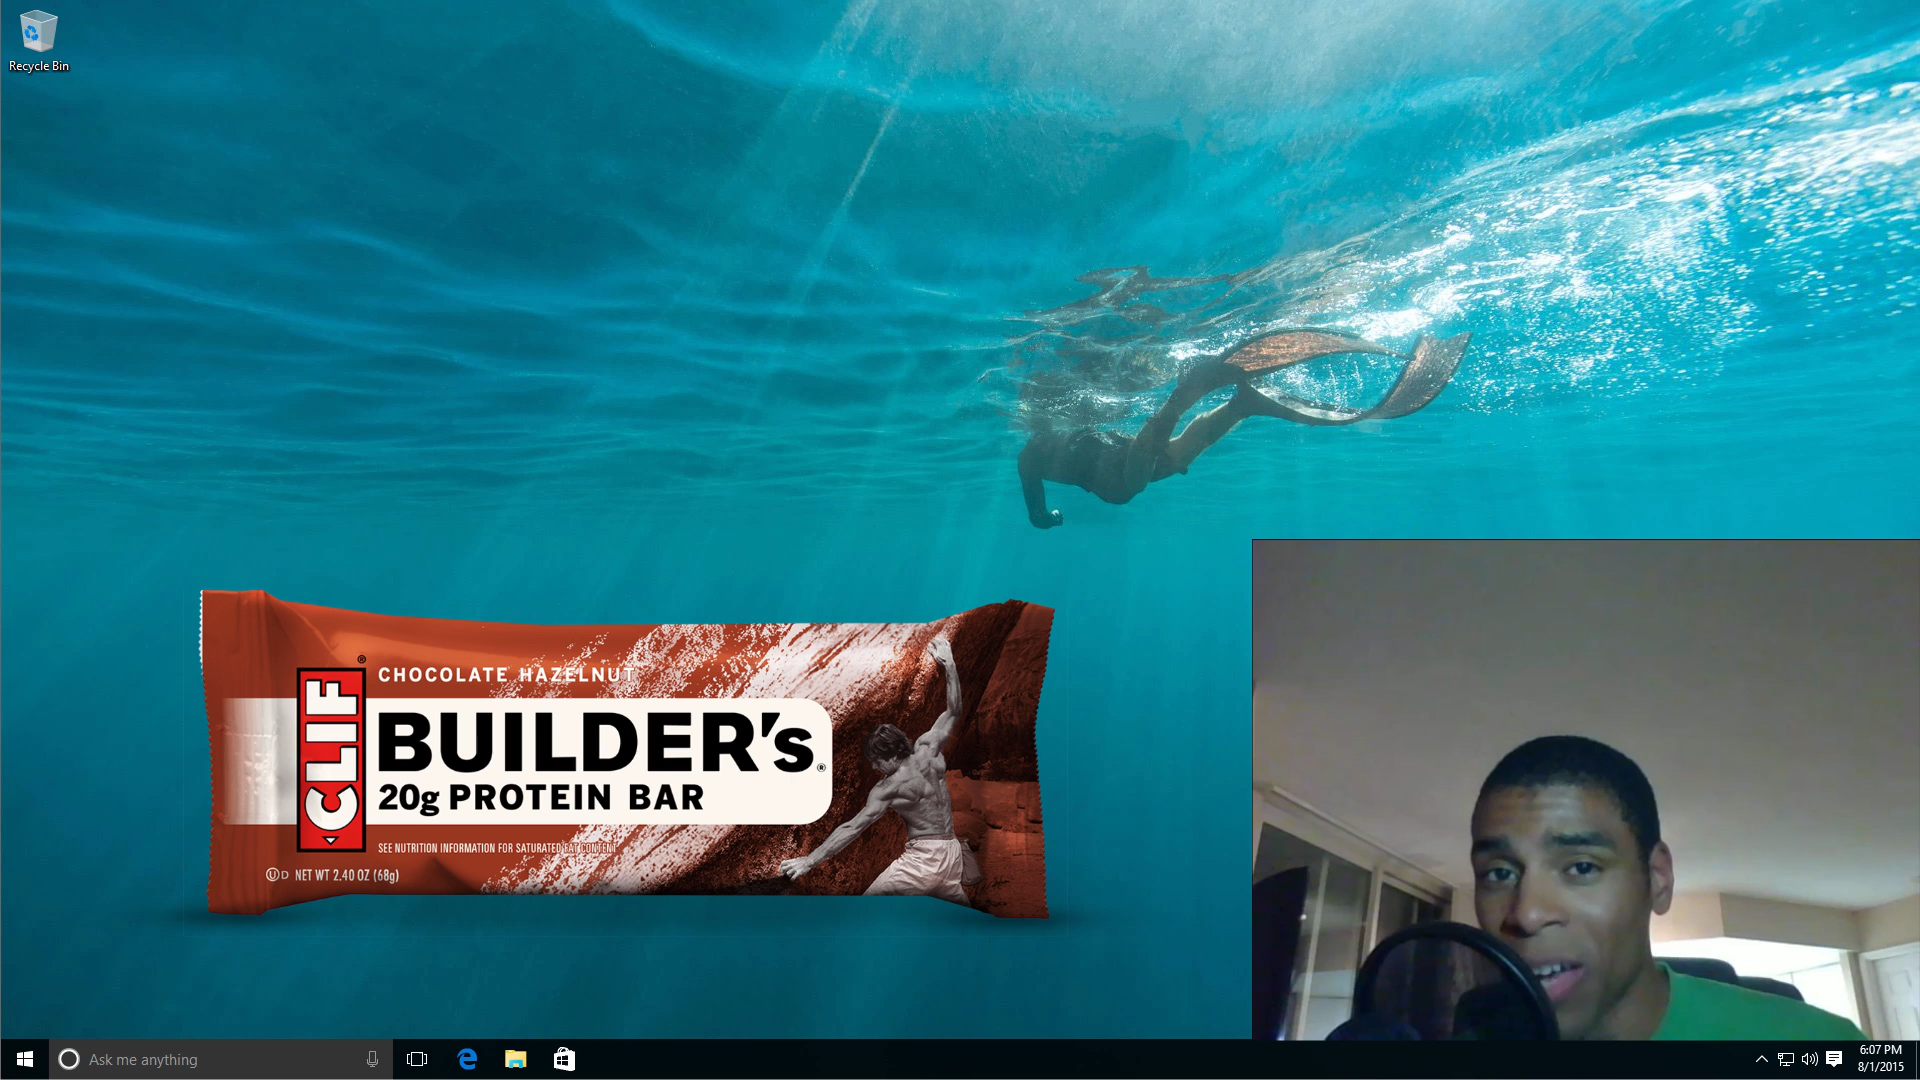 Recycle Bin
CHOCOLATE HAZELNUT
CLIF®
BUILDER's®
20g PROTEIN BAR
SEE NUTRITION INFORMATION FOR SATURATED FAT CONTENT
Ⓤ D NET WT 2.40 OZ (68g)
Ask me anything
6:07 PM
8/1/2015